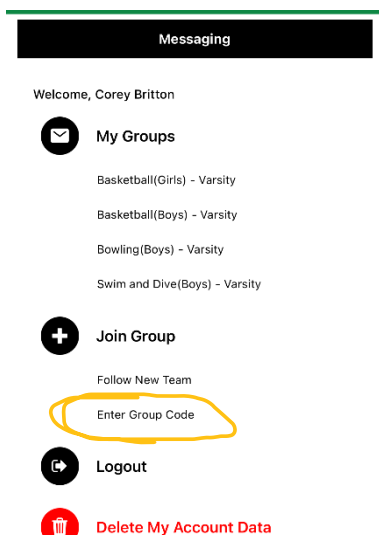 Messaging
Welcome, Corey Britton
My Groups
Basketball(Girls) - Varsity
Basketball(Boys) - Varsity
Bowling(Boys) - Varsity
Swim and Dive(Boys) - Varsity
Join Group
Follow New Team
Enter Group Code
Logout
Delete My Account Data